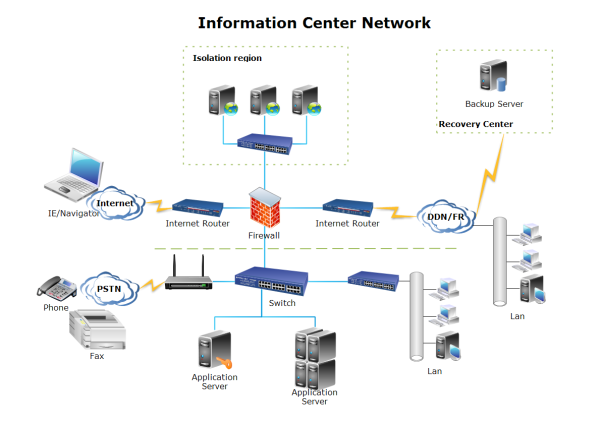 Information Center Network
Isolation region
Backup Server
Recovery Center
Internet
IE/Navigator
Internet Router
Firewall
Internet Router
DDN/FR
PSTN
Phone
Switch
Lan
Fax
Lan
Application
Server
Application
Server